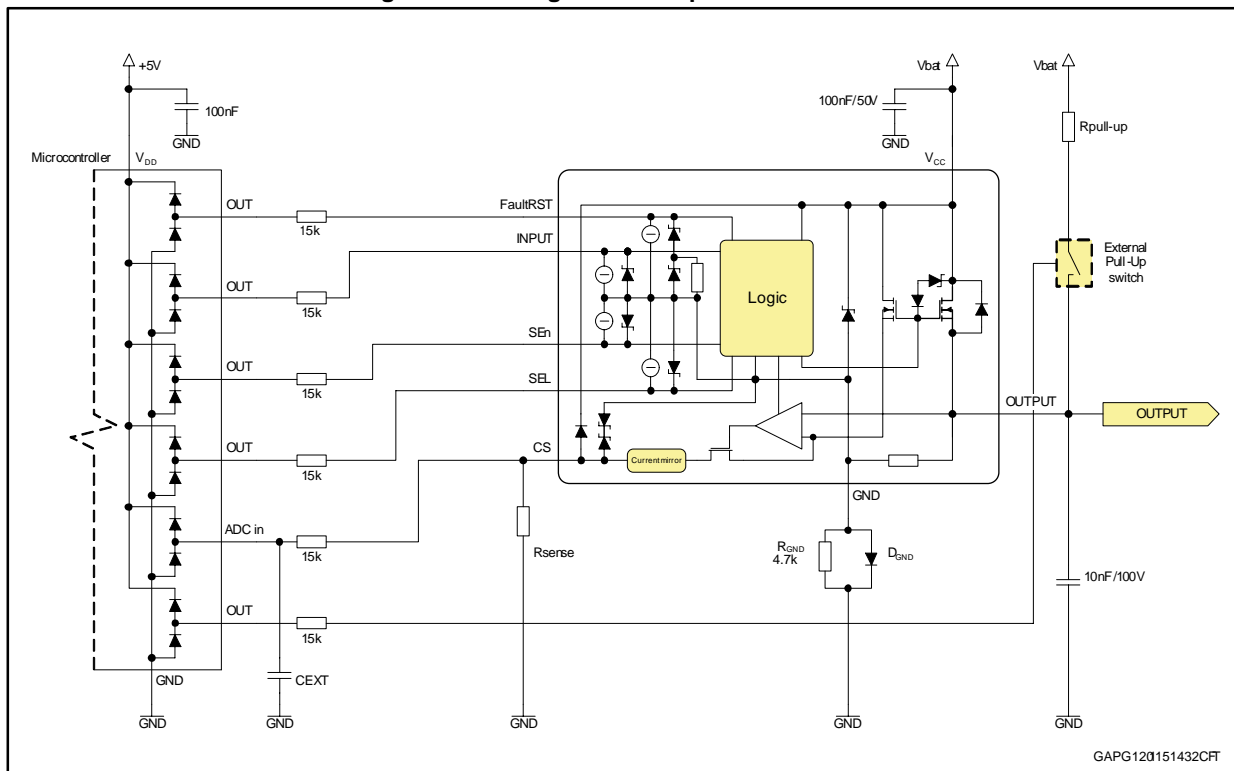 +5V
Vbat
Vbat
100nF
100nF/50V
Rpull-up
GND
GND
Microcontroller
VDD
VCC
OUT
15k
FaultRST
INPUT
OUT
15k
Logic
External
Pull-Up
switch
SEn
OUT
15k
SEL
OUTPUT
OUTPUT
OUT
15k
CS
Current mirror
GND
ADC in
15k
Rsense
RGND
4.7k
DGND
10nF/100V
OUT
15k
GND
CEXT
GND
GND
GND
GND
GND